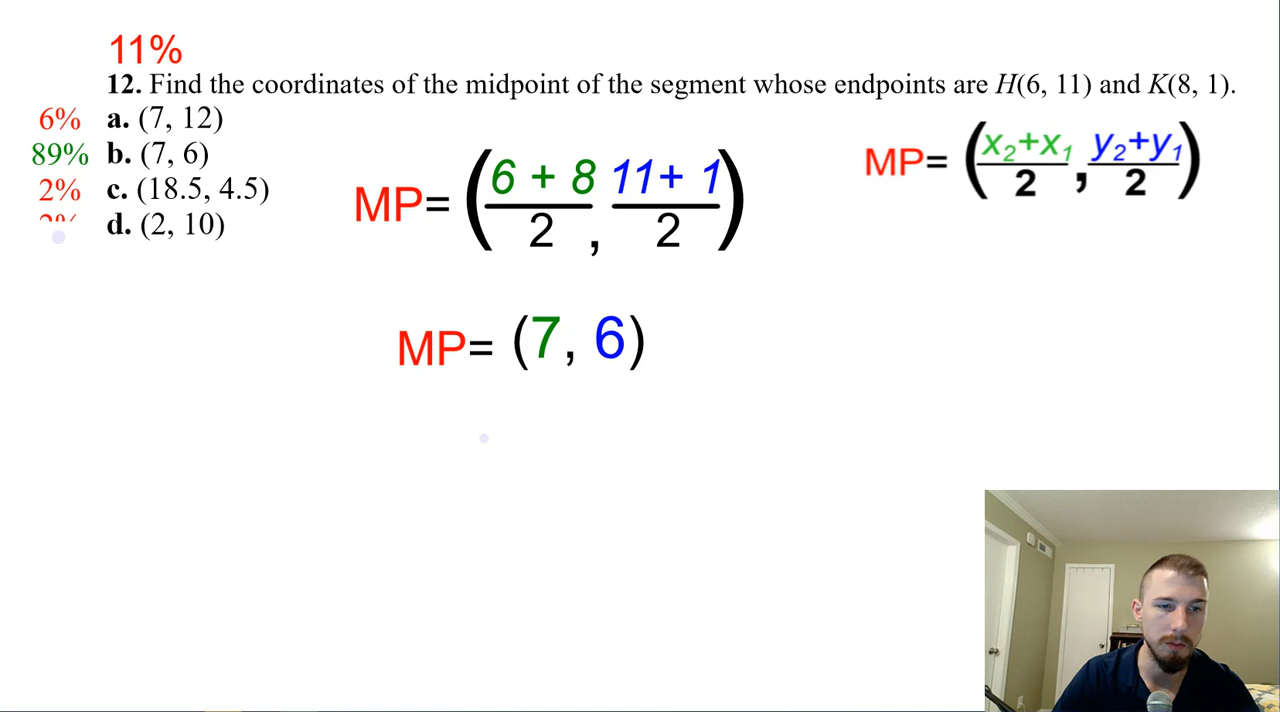 11%
12. Find the coordinates of the midpoint of the segment whose endpoints are H(6, 11) and K(8, 1).
6% a. (7, 12)
89% b. (7, 6)
2% c. (18.5, 4.5)
d. (2, 10)
MP= (6 + 8 / 2 , 11+ 1 / 2)
MP= (x₂+x₁ / 2 , y₂+y₁ / 2)
MP= (7, 6)